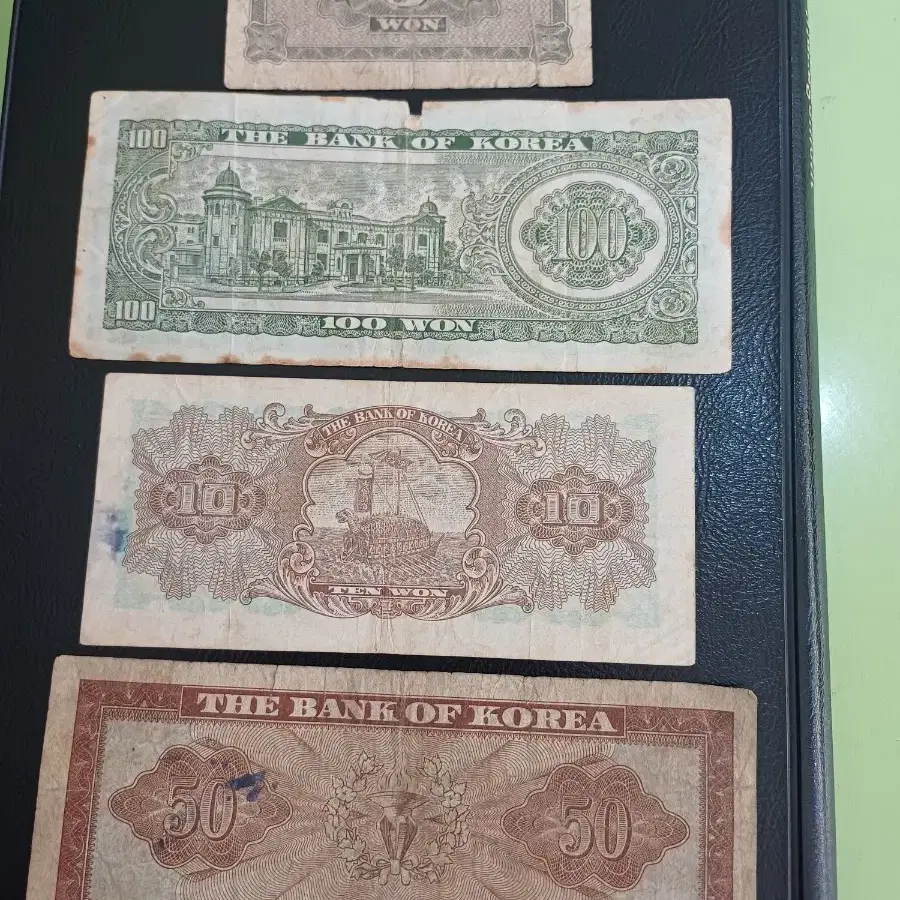 WON
100 THE BANK OF KOREA
100
100 100 WON
THE BANK OF KOREA
10 10
TEN WON
THE BANK OF KOREA
50 50